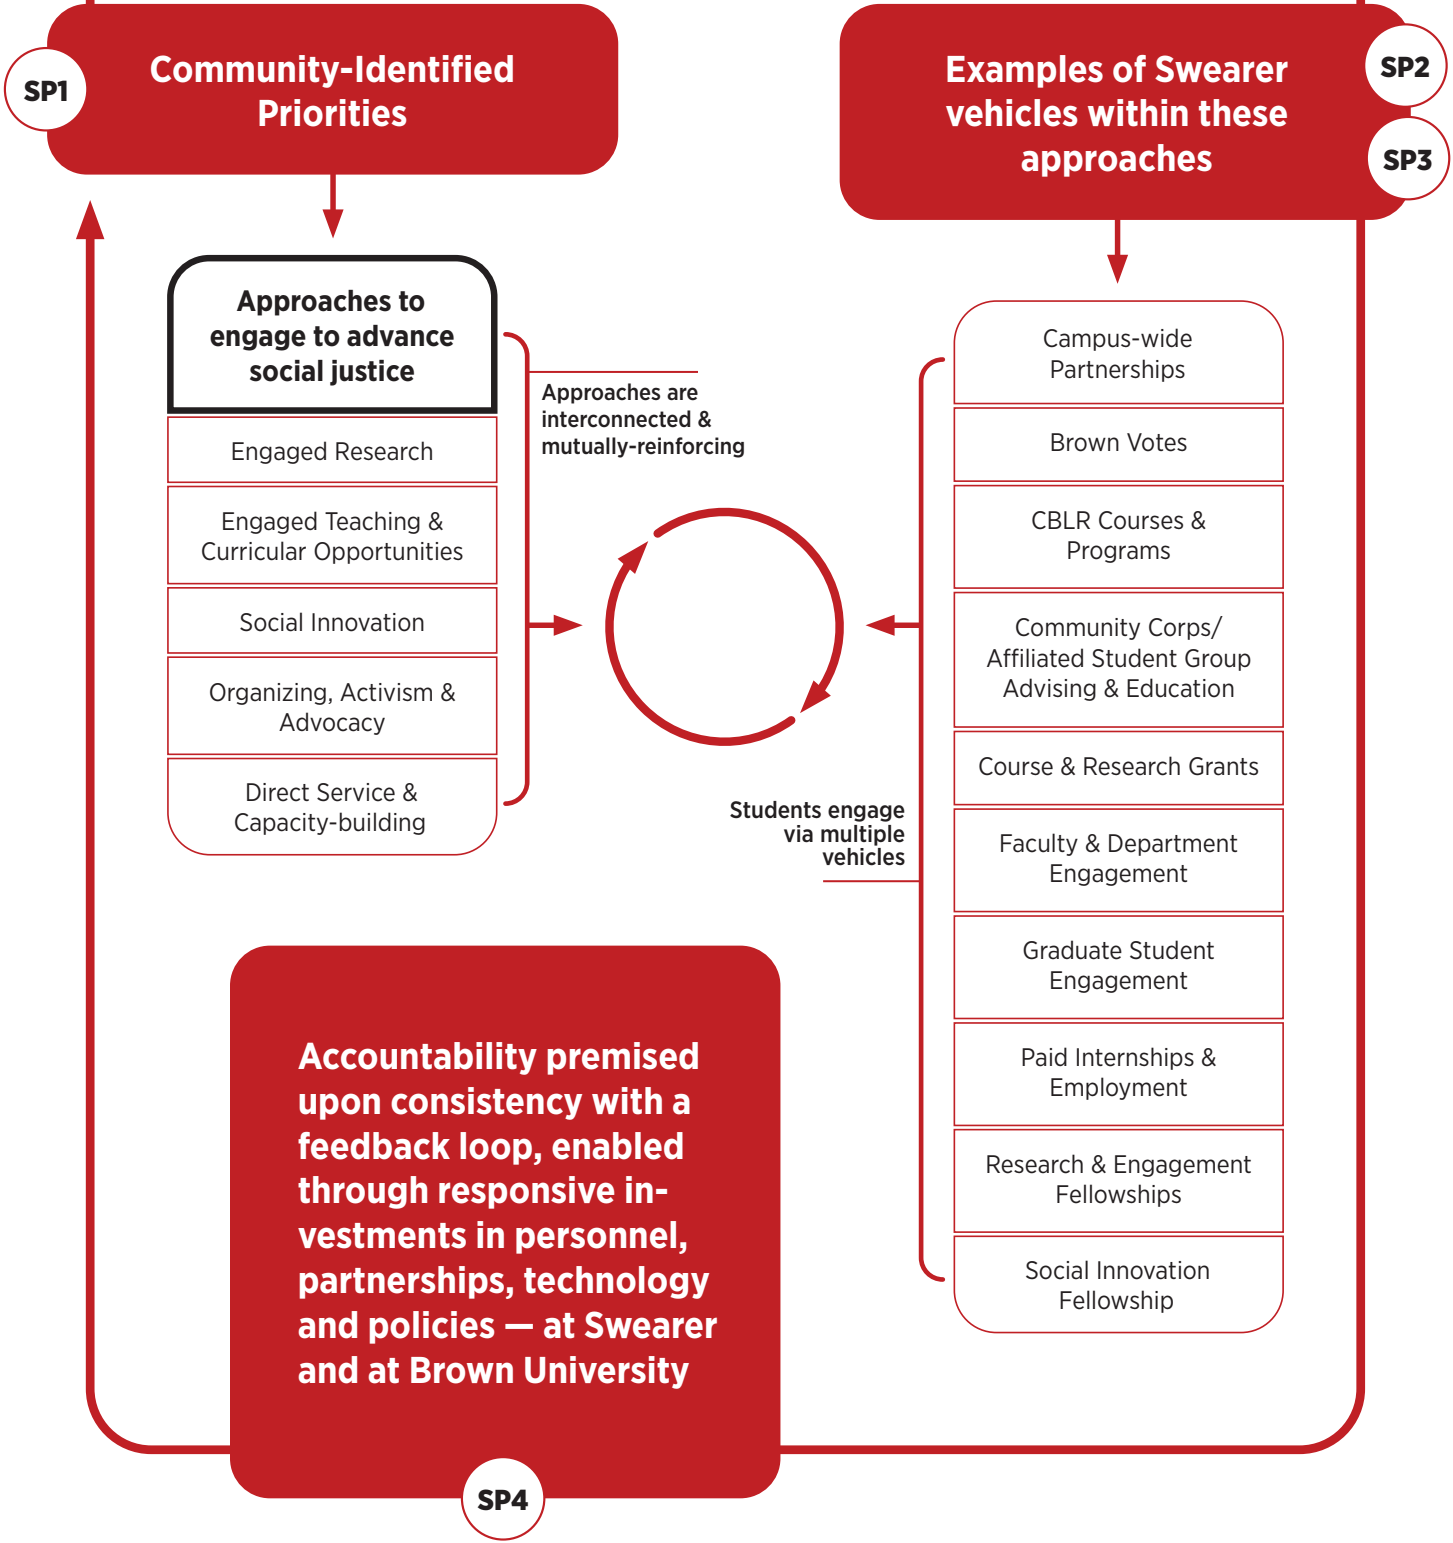 SP1
Community-Identified
Priorities
Approaches to
engage to advance
social justice
Engaged Research
Engaged Teaching &
Curricular Opportunities
Social Innovation
Organizing, Activism &
Advocacy
Direct Service &
Capacity-building
Approaches are
interconnected &
mutually-reinforcing
Examples of Swearer
vehicles within these
approaches
SP2
SP3
Campus-wide
Partnerships
Brown Votes
CBLR Courses &
Programs
Community Corps/
Affiliated Student Group
Advising & Education
Course & Research Grants
Faculty & Department
Engagement
Graduate Student
Engagement
Paid Internships &
Employment
Research & Engagement
Fellowships
Social Innovation
Fellowship
Students engage
via multiple
vehicles
Accountability premised
upon consistency with a
feedback loop, enabled
through responsive in-
vestments in personnel,
partnerships, technology
and policies — at Swearer
and at Brown University
SP4